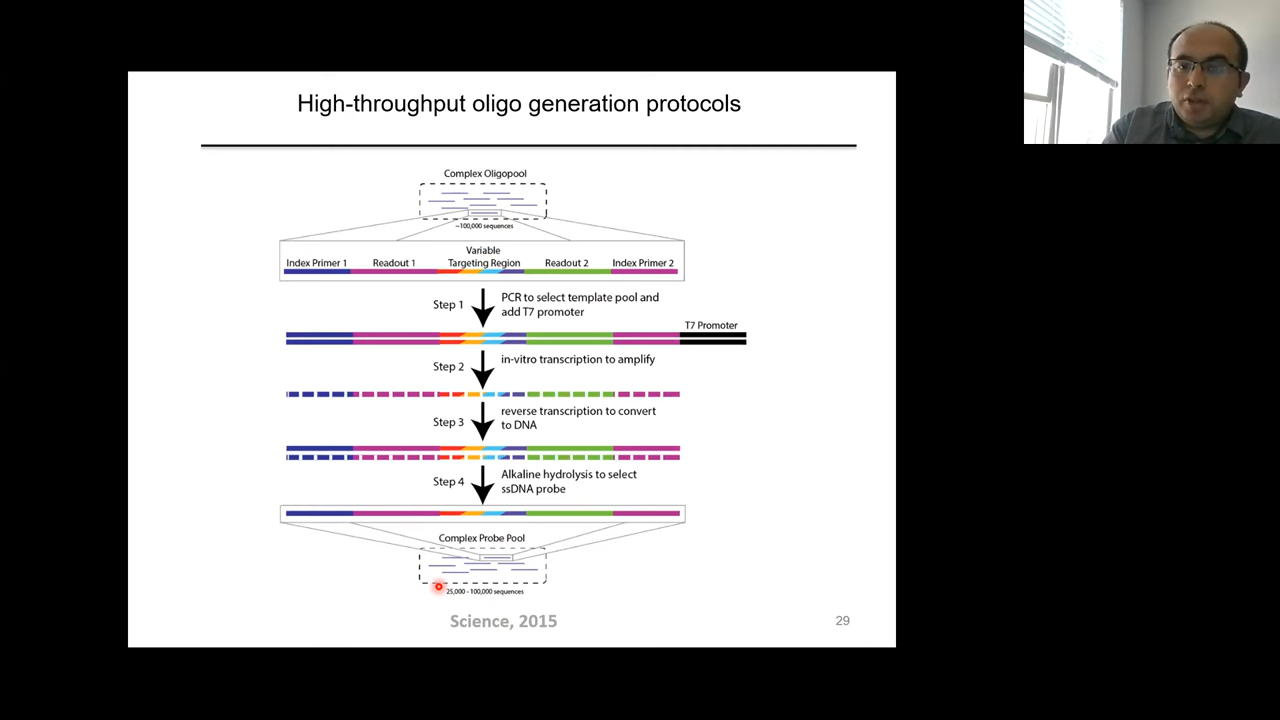 High-throughput oligo generation protocols
Complex Oligopool
~100,000 sequences
Variable
Index Primer 1 Readout 1 Targeting Region Readout 2 Index Primer 2
Step 1 PCR to select template pool and
add T7 promoter
T7 Promoter
Step 2 in-vitro transcription to amplify
Step 3 reverse transcription to convert
to DNA
Step 4 Alkaline hydrolysis to select
ssDNA probe
Complex Probe Pool
25,000 - 100,000 sequences
Science, 2015
29